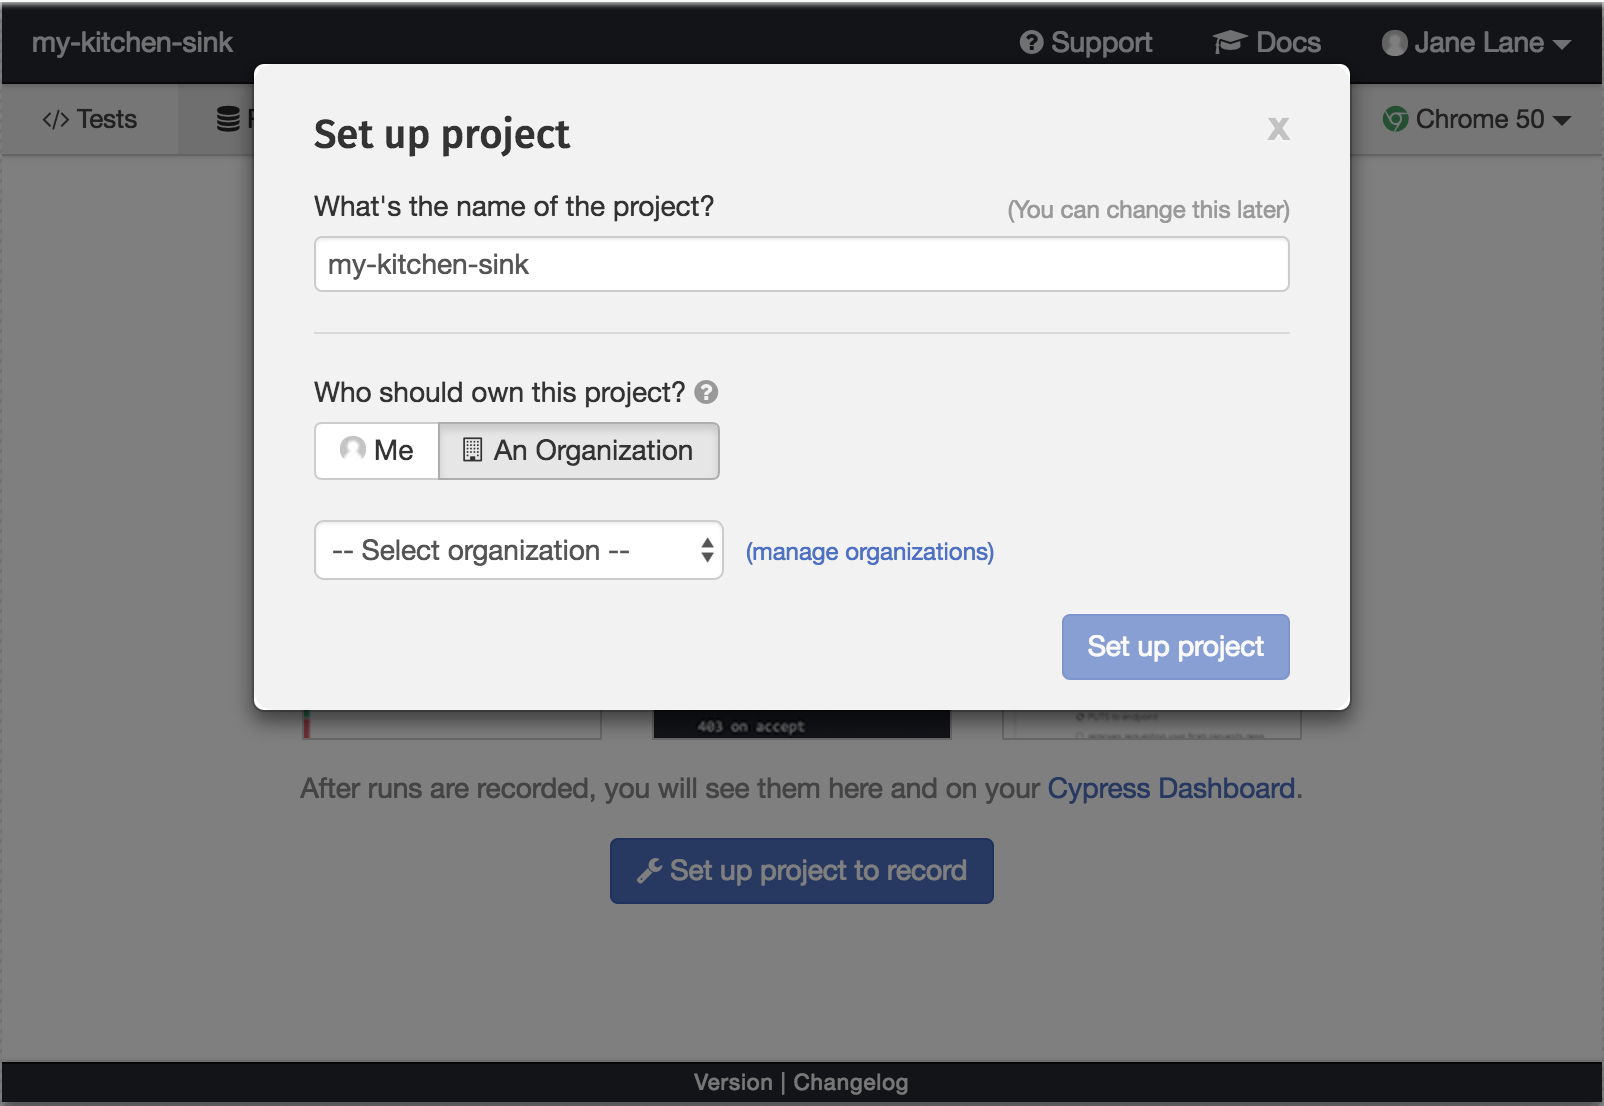 my-kitchen-sink
Support
Docs
Jane Lane
</> Tests
Chrome 50
Set up project
x
What's the name of the project?
(You can change this later)
my-kitchen-sink
Who should own this project? ?
Me
An Organization
-- Select organization --
(manage organizations)
Set up project
403 on accept
PUTS to endpoint
After runs are recorded, you will see them here and on your Cypress Dashboard.
Set up project to record
Version | Changelog